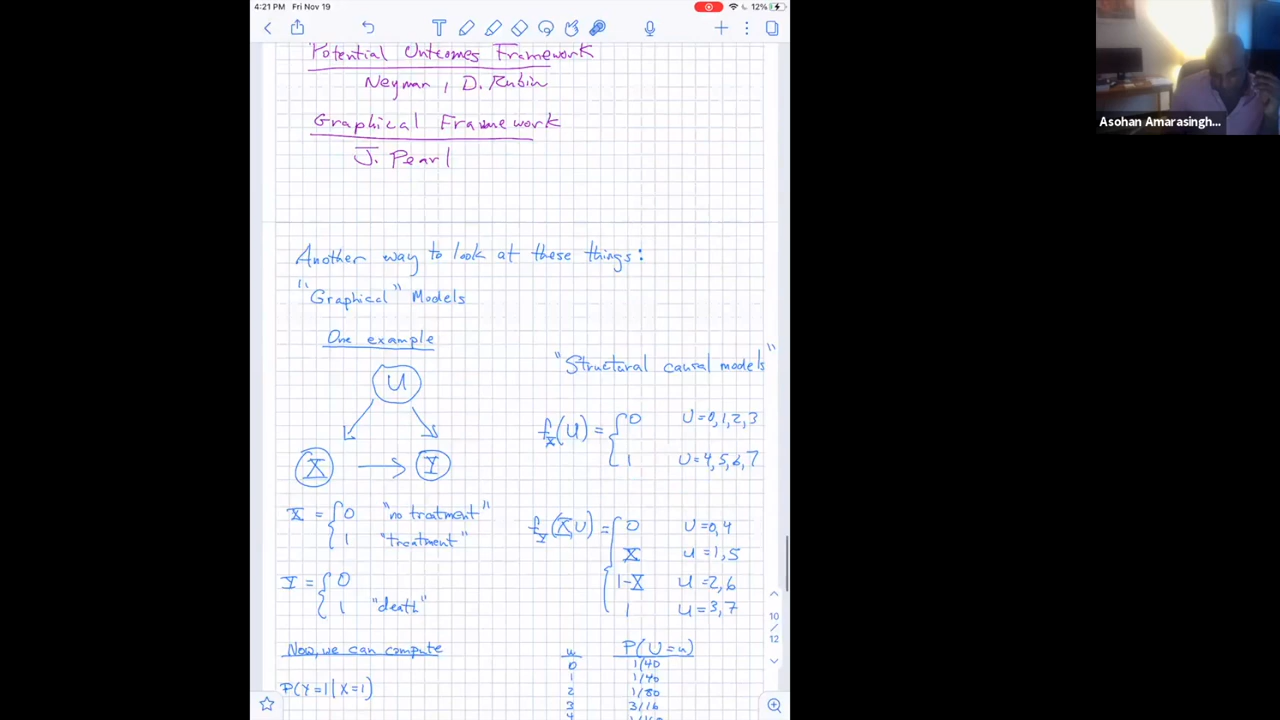 4:21 PM Fri Nov 19
12%
Potential Outcomes Framework
Neyman, D. Rubin
Graphical Framework
J. Pearl
Another way to look at these things:
"Graphical" Models
One example
"Structural causal models"
U
X → Y
f_X(U) = { 0 U=0,1,2,3
1 U=4,5,6,7
X = { 0 "no treatment"
1 "treatment"
f_Y(X,U) = { 0 U=0,4
X u=1,5
1-X u=2,6
1 u=3,7
Y = { 0
1 "death"
Now, we can compute
P(Y=1|X=1)
u P(U=u)
0 1/40
1 1/40
2 1/80
3 3/16
4
10 / 12
Asohan Amarasingh...